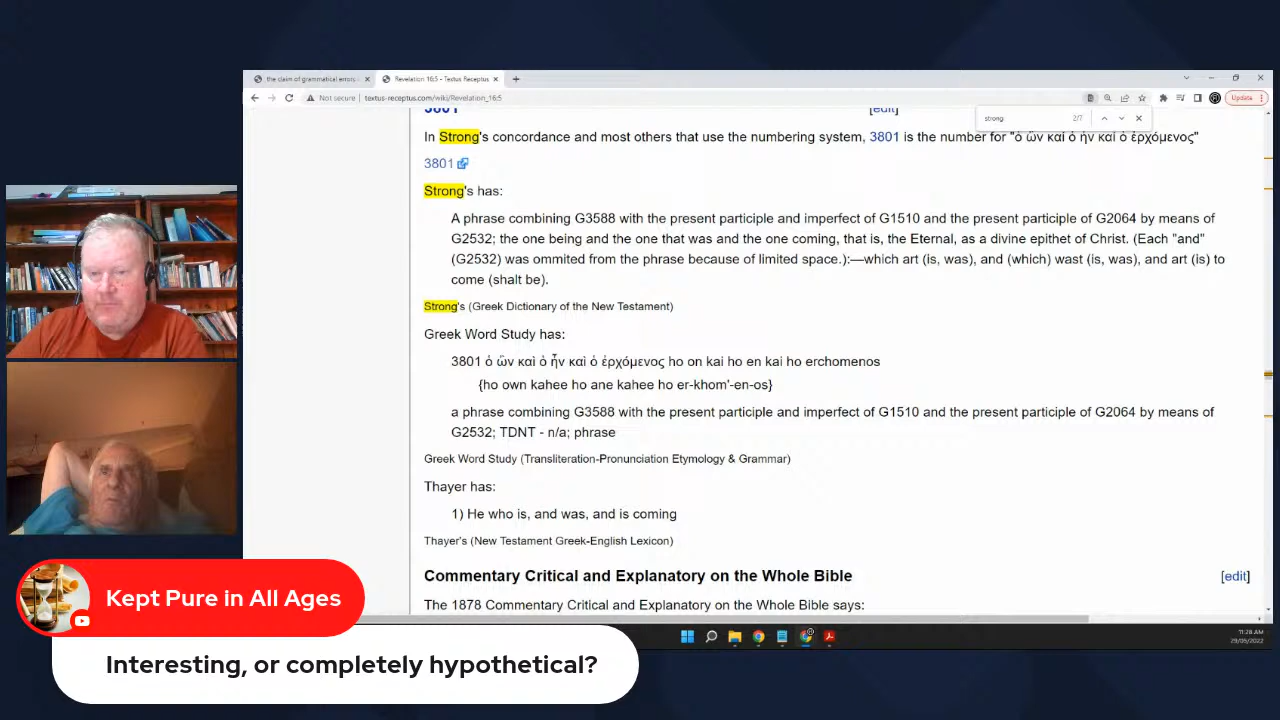 the claim of grammatical errors
Revelation 16:5 - Textus Receptus
Not secure
textus-receptus.com/wiki/Revelation_16:5
Update
strong
2/7
3801
[edit]
In Strong's concordance and most others that use the numbering system, 3801 is the number for "ὁ ὢν καὶ ὁ ἦν καὶ ὁ ἐρχόμενος"
3801
Strong's has:
A phrase combining G3588 with the present participle and imperfect of G1510 and the present participle of G2064 by means of
G2532; the one being and the one that was and the one coming, that is, the Eternal, as a divine epithet of Christ. (Each "and"
(G2532) was ommited from the phrase because of limited space.):—which art (is, was), and (which) wast (is, was), and art (is) to
come (shalt be).
Strong's (Greek Dictionary of the New Testament)
Greek Word Study has:
3801 ὁ ὢν καὶ ὁ ἦν καὶ ὁ ἐρχόμενος ho on kai ho en kai ho erchomenos
{ho own kahee ho ane kahee ho er-khom'-en-os}
a phrase combining G3588 with the present participle and imperfect of G1510 and the present participle of G2064 by means of
G2532; TDNT - n/a; phrase
Greek Word Study (Transliteration-Pronunciation Etymology & Grammar)
Thayer has:
1) He who is, and was, and is coming
Thayer's (New Testament Greek-English Lexicon)
Commentary Critical and Explanatory on the Whole Bible
[edit]
The 1878 Commentary Critical and Explanatory on the Whole Bible says:
11:28 AM
29/05/2022
Kept Pure in All Ages
Interesting, or completely hypothetical?